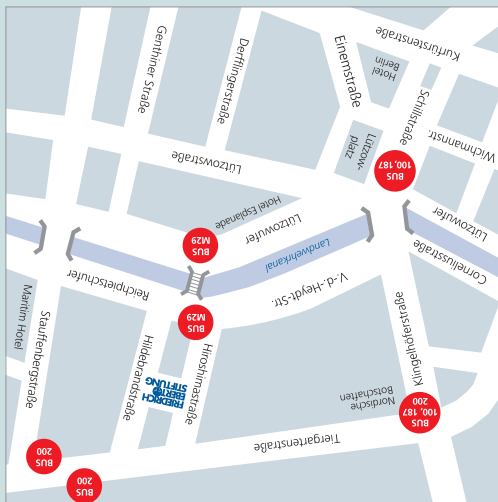 BUS
200
BUS
200
Tiergartenstraße
BUS
100, 187
200
Nordische
Botschaften
FRIEDRICH
EBERT
STIFTUNG
Klingelhöferstraße
Hiroshimastraße
Hildebrandstraße
Stauffenbergstraße
Maritim Hotel
BUS
M29
V.-d.-Heydt-Str.
Reichpietschufer
Corneliusstraße
Landwehrkanal
BUS
M29
Lützowufer
Lützowufer
Hotel Esplanade
BUS
100, 187
Lützow-
platz
Lützowstraße
Wichmannstr.
Schillstraße
Einemstraße
Derfflingerstraße
Genthiner Straße
Hotel
Berlin
Kurfürstenstraße